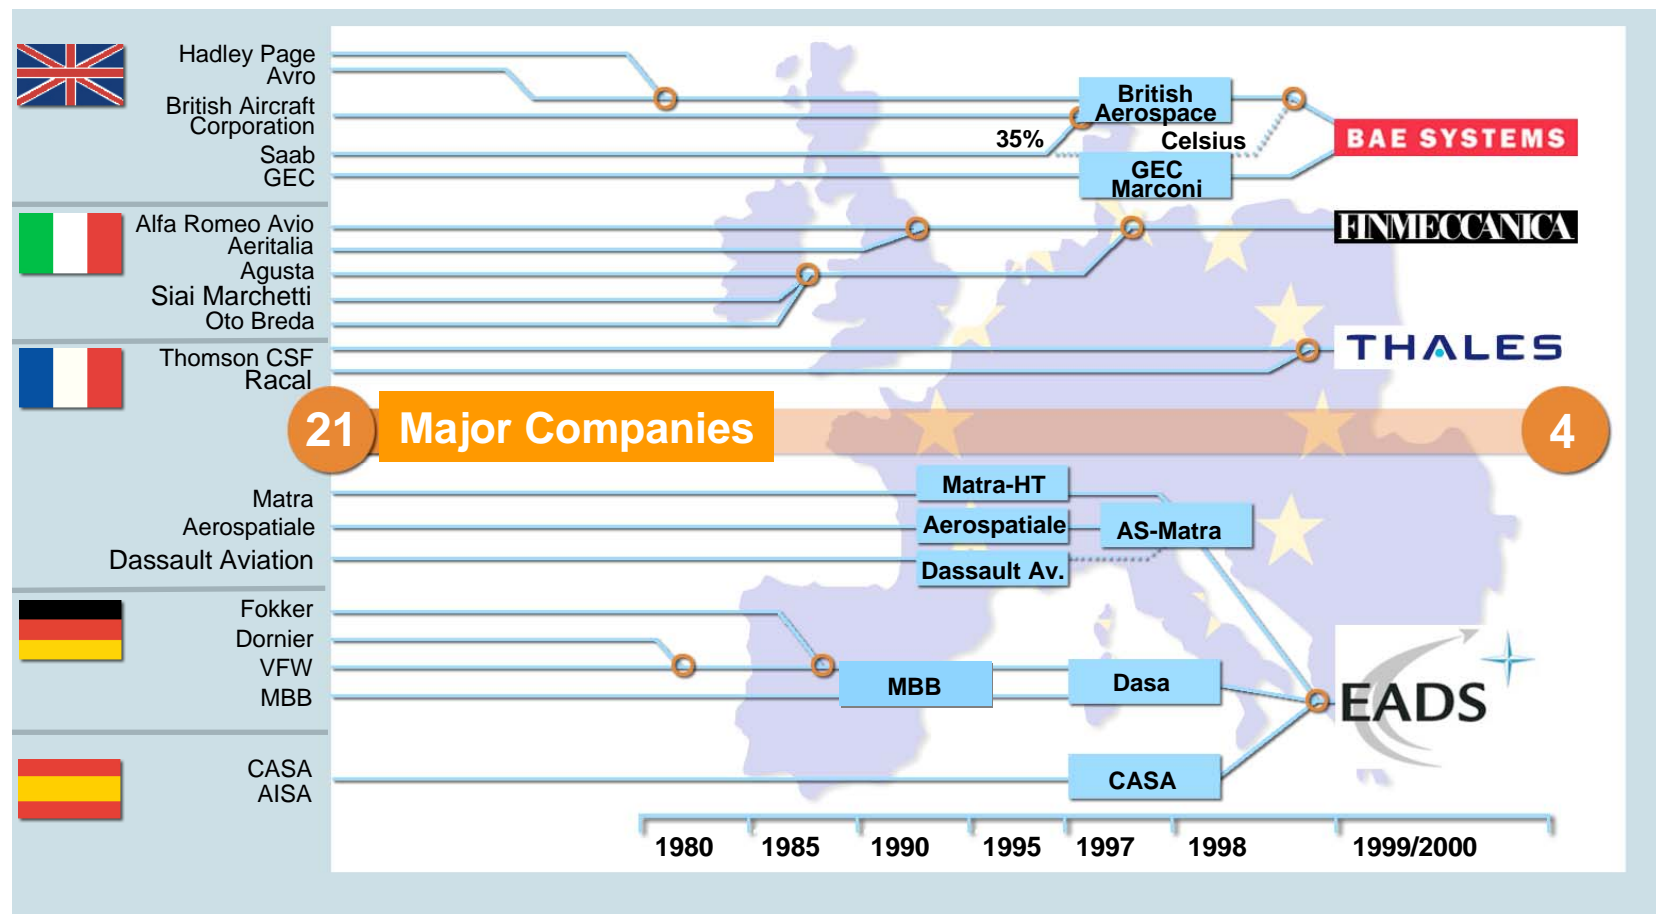 Hadley Page
Avro
British Aircraft
Corporation
Saab
GEC
British
Aerospace
35%
Celsius
GEC
Marconi
BAE SYSTEMS
Alfa Romeo Avio
Aeritalia
Agusta
Siai Marchetti
Oto Breda
FINMECCANICA
Thomson CSF
Racal
THALES
21 Major Companies 4
Matra
Aerospatiale
Dassault Aviation
Matra-HT
Aerospatiale
AS-Matra
Dassault Av.
Fokker
Dornier
VFW
MBB
MBB
Dasa
EADS
CASA
AISA
CASA
1980 1985 1990 1995 1997 1998 1999/2000